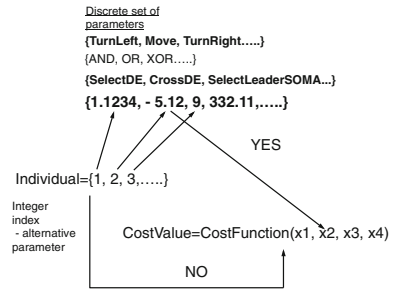 Discrete set of
parameters
{TurnLeft, Move, TurnRight.....}
{AND, OR, XOR.....}
{SelectDE, CrossDE, SelectLeaderSOMA...}
{1.1234, - 5.12, 9, 332.11,.....}
YES
Individual={1, 2, 3,.....}
Integer
index
- alternative
parameter
CostValue=CostFunction(x1, x2, x3, x4)
NO